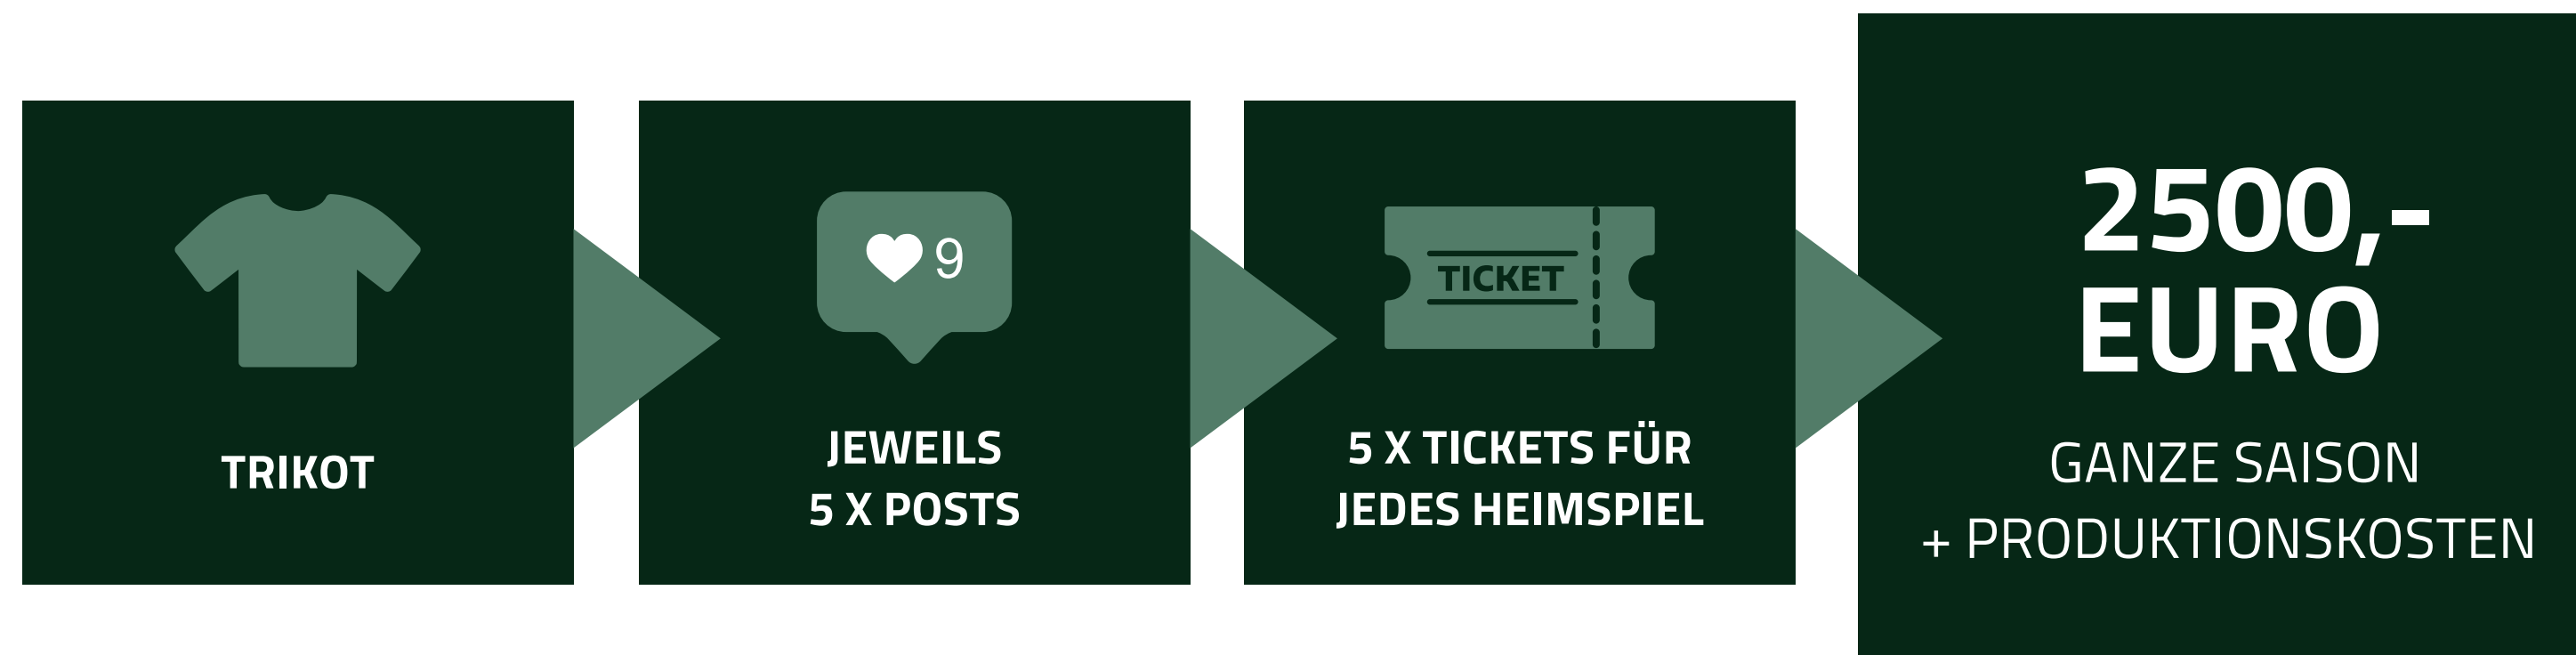 TRIKOT
9
JEWEILS
5 X POSTS
TICKET
5 X TICKETS FÜR
JEDES HEIMSPIEL
2500,-
EURO
GANZE SAISON
+ PRODUKTIONSKOSTEN